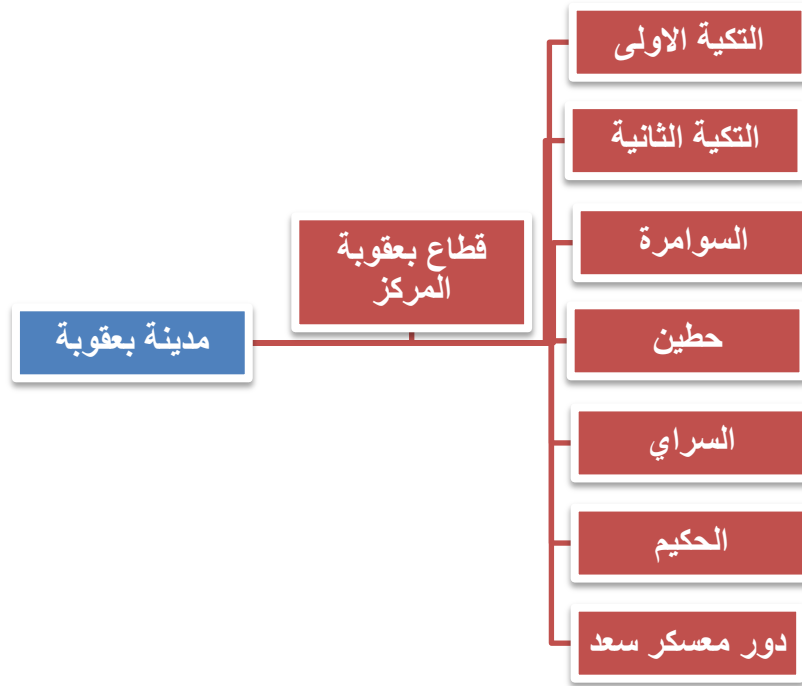 التكية الاولى
التكية الثانية
السوامرة
قطاع بعقوبة
المركز
حطين
مدينة بعقوبة
السراي
الحكيم
دور معسكر سعد